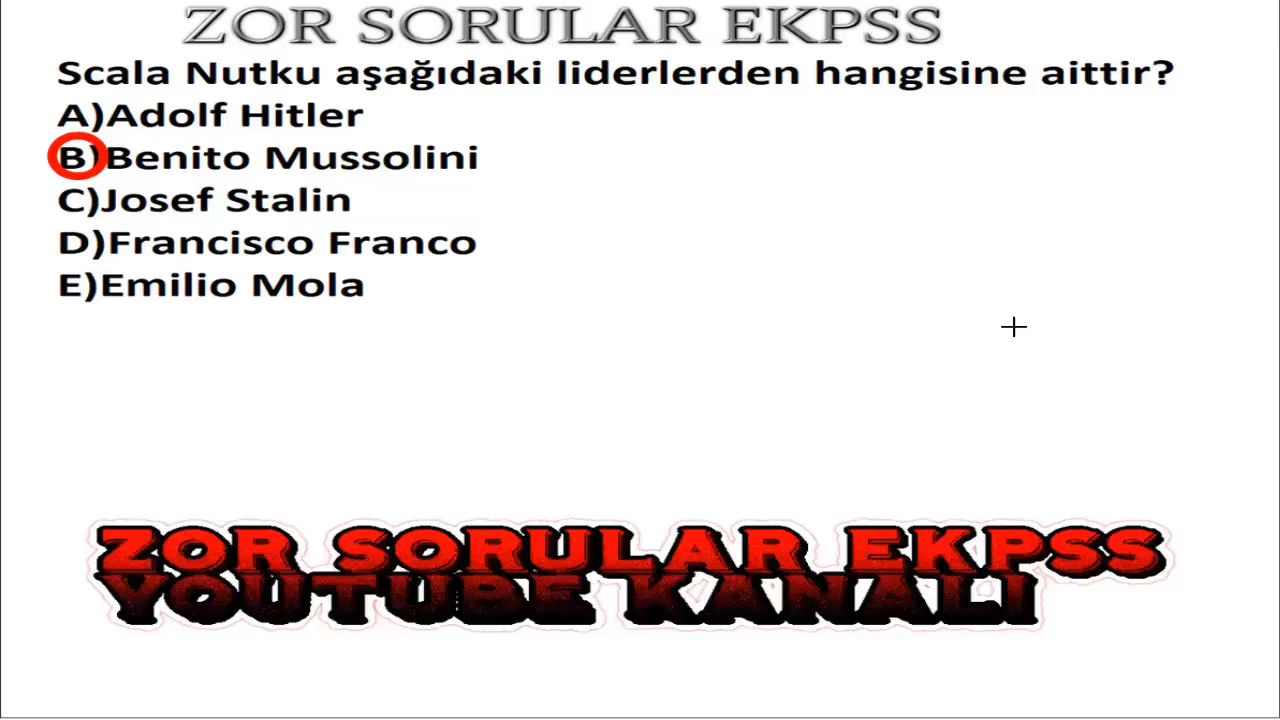 ZOR SORULAR EKPSS
Scala Nutku aşağıdaki liderlerden hangisine aittir?
A)Adolf Hitler
B)Benito Mussolini
C)Josef Stalin
D)Francisco Franco
E)Emilio Mola
ZOR SORULAR EKPSS
YOUTUBE KANALI